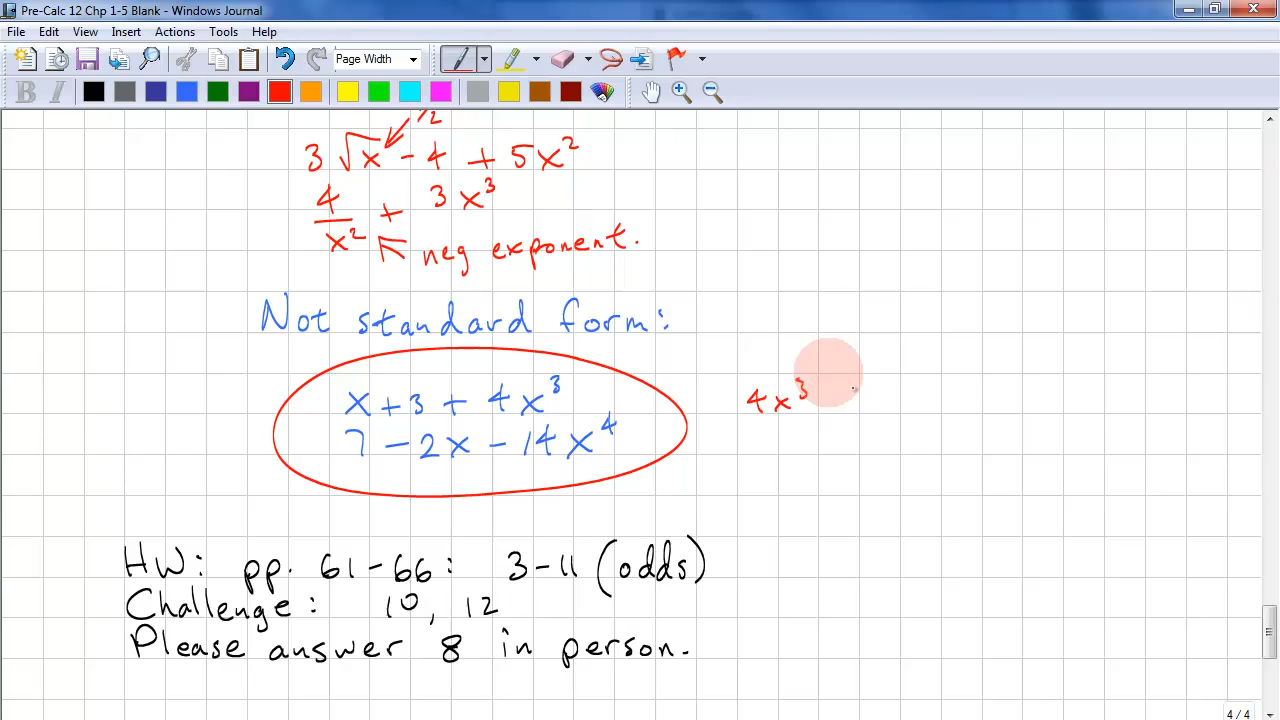 Pre-Calc 12 Chp 1-5 Blank - Windows Journal
File Edit View Insert Actions Tools Help
Page Width
B I
1/2
3√x - 4 + 5x²
4/x² + 3x³
neg exponent.
Not standard form:
x + 3 + 4x³
4x³
7 - 2x - 14x⁴
HW: pp. 61-66: 3-11 (odds)
Challenge: 10, 12
Please answer 8 in person.
4 / 4